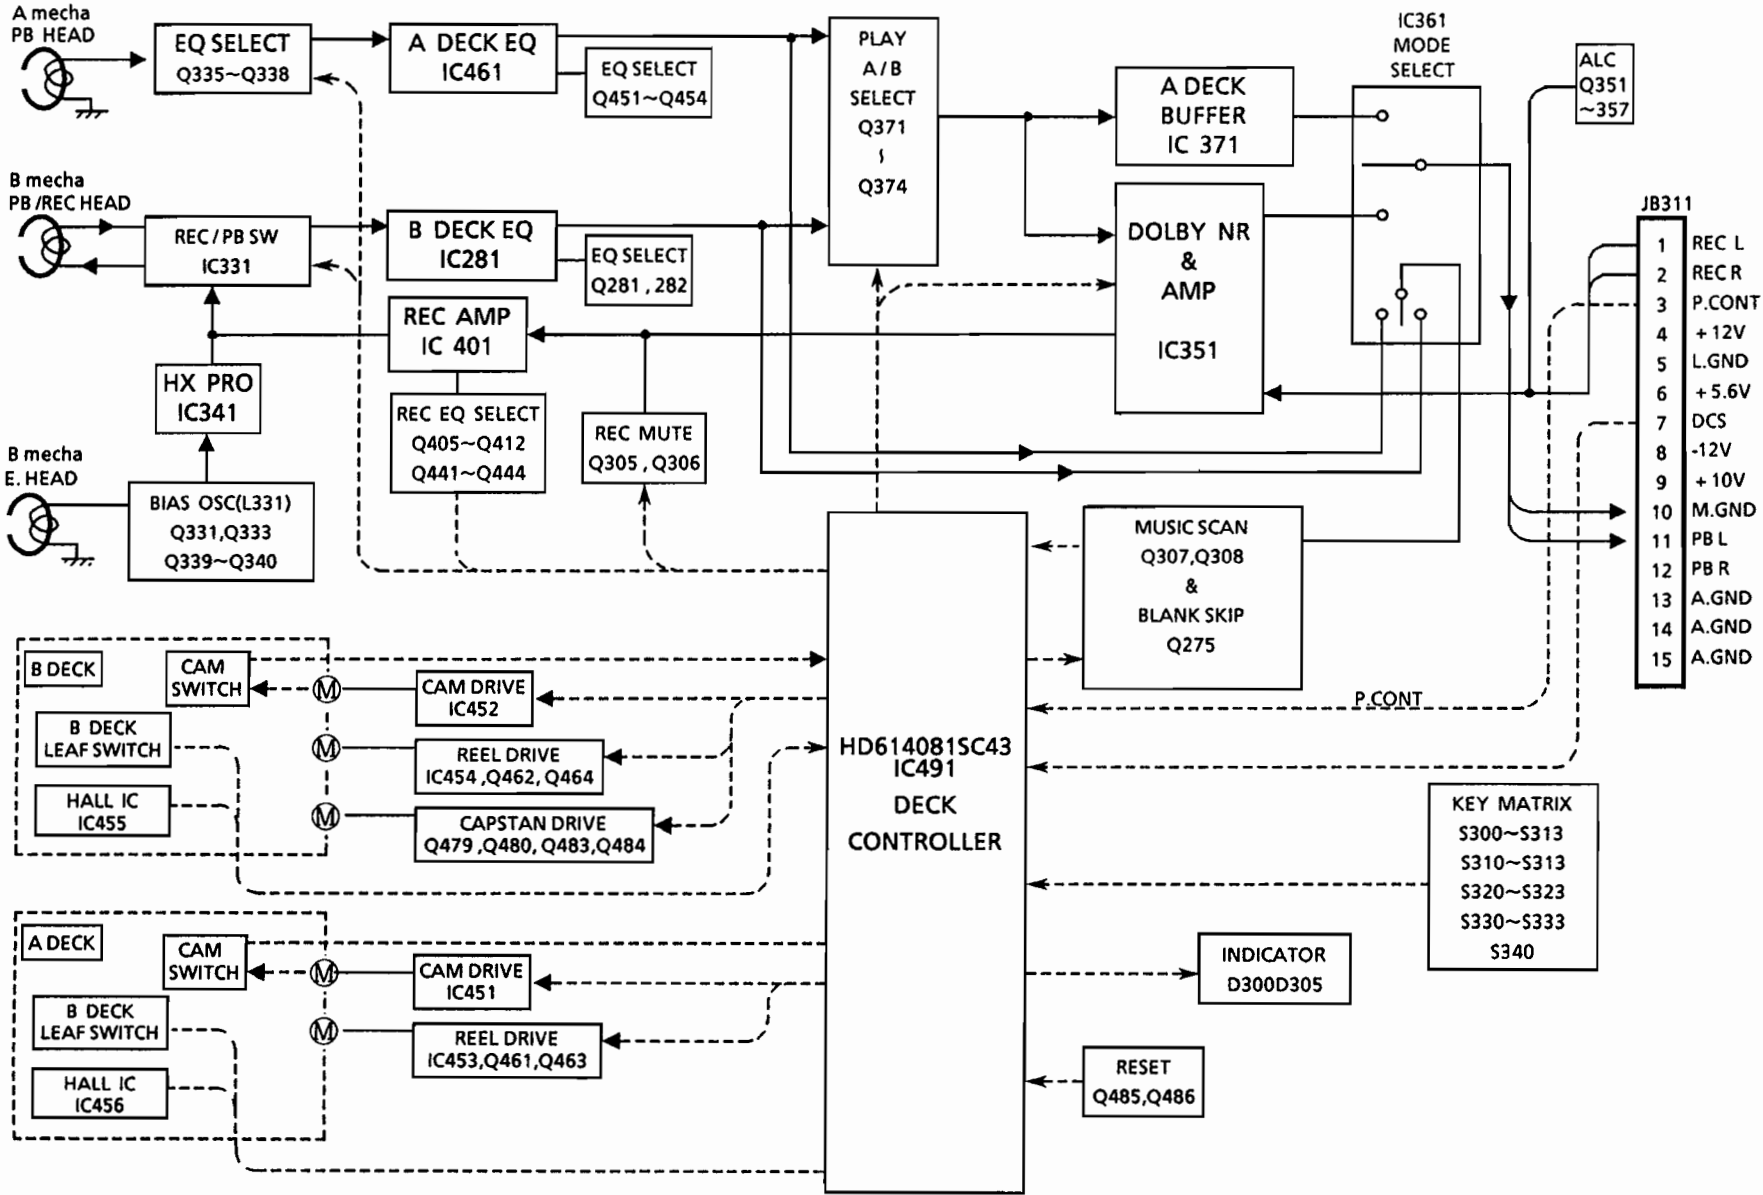 A mecha
PB HEAD
EQ SELECT
Q335~Q338
A DECK EQ
IC461
EQ SELECT
Q451~Q454
PLAY
A/B
SELECT
Q371
~
Q374
A DECK
BUFFER
IC 371
IC361
MODE
SELECT
ALC
Q351
~357
B mecha
PB/REC HEAD
REC/PB SW
IC331
B DECK EQ
IC281
EQ SELECT
Q281, 282
DOLBY NR
&
AMP
IC351
REC AMP
IC 401
HX PRO
IC341
REC EQ SELECT
Q405~Q412
Q441~Q444
REC MUTE
Q305, Q306
B mecha
E. HEAD
BIAS OSC(L331)
Q331,Q333
Q339~Q340
JB311
1 REC L
2 REC R
3 P.CONT
4 +12V
5 L.GND
6 +5.6V
7 DCS
8 -12V
9 +10V
10 M.GND
11 PB L
12 PB R
13 A.GND
14 A.GND
15 A.GND
MUSIC SCAN
Q307,Q308
&
BLANK SKIP
Q275
P.CONT
B DECK
CAM
SWITCH
M
CAM DRIVE
IC452
B DECK
LEAF SWITCH
M
REEL DRIVE
IC454,Q462,Q464
HALL IC
IC455
M
CAPSTAN DRIVE
Q479,Q480,Q483,Q484
HD614081SC43
IC491
DECK
CONTROLLER
KEY MATRIX
S300~S313
S310~S313
S320~S323
S330~S333
S340
A DECK
CAM
SWITCH
M
CAM DRIVE
IC451
B DECK
LEAF SWITCH
M
REEL DRIVE
IC453,Q461,Q463
HALL IC
IC456
INDICATOR
D300D305
RESET
Q485,Q486